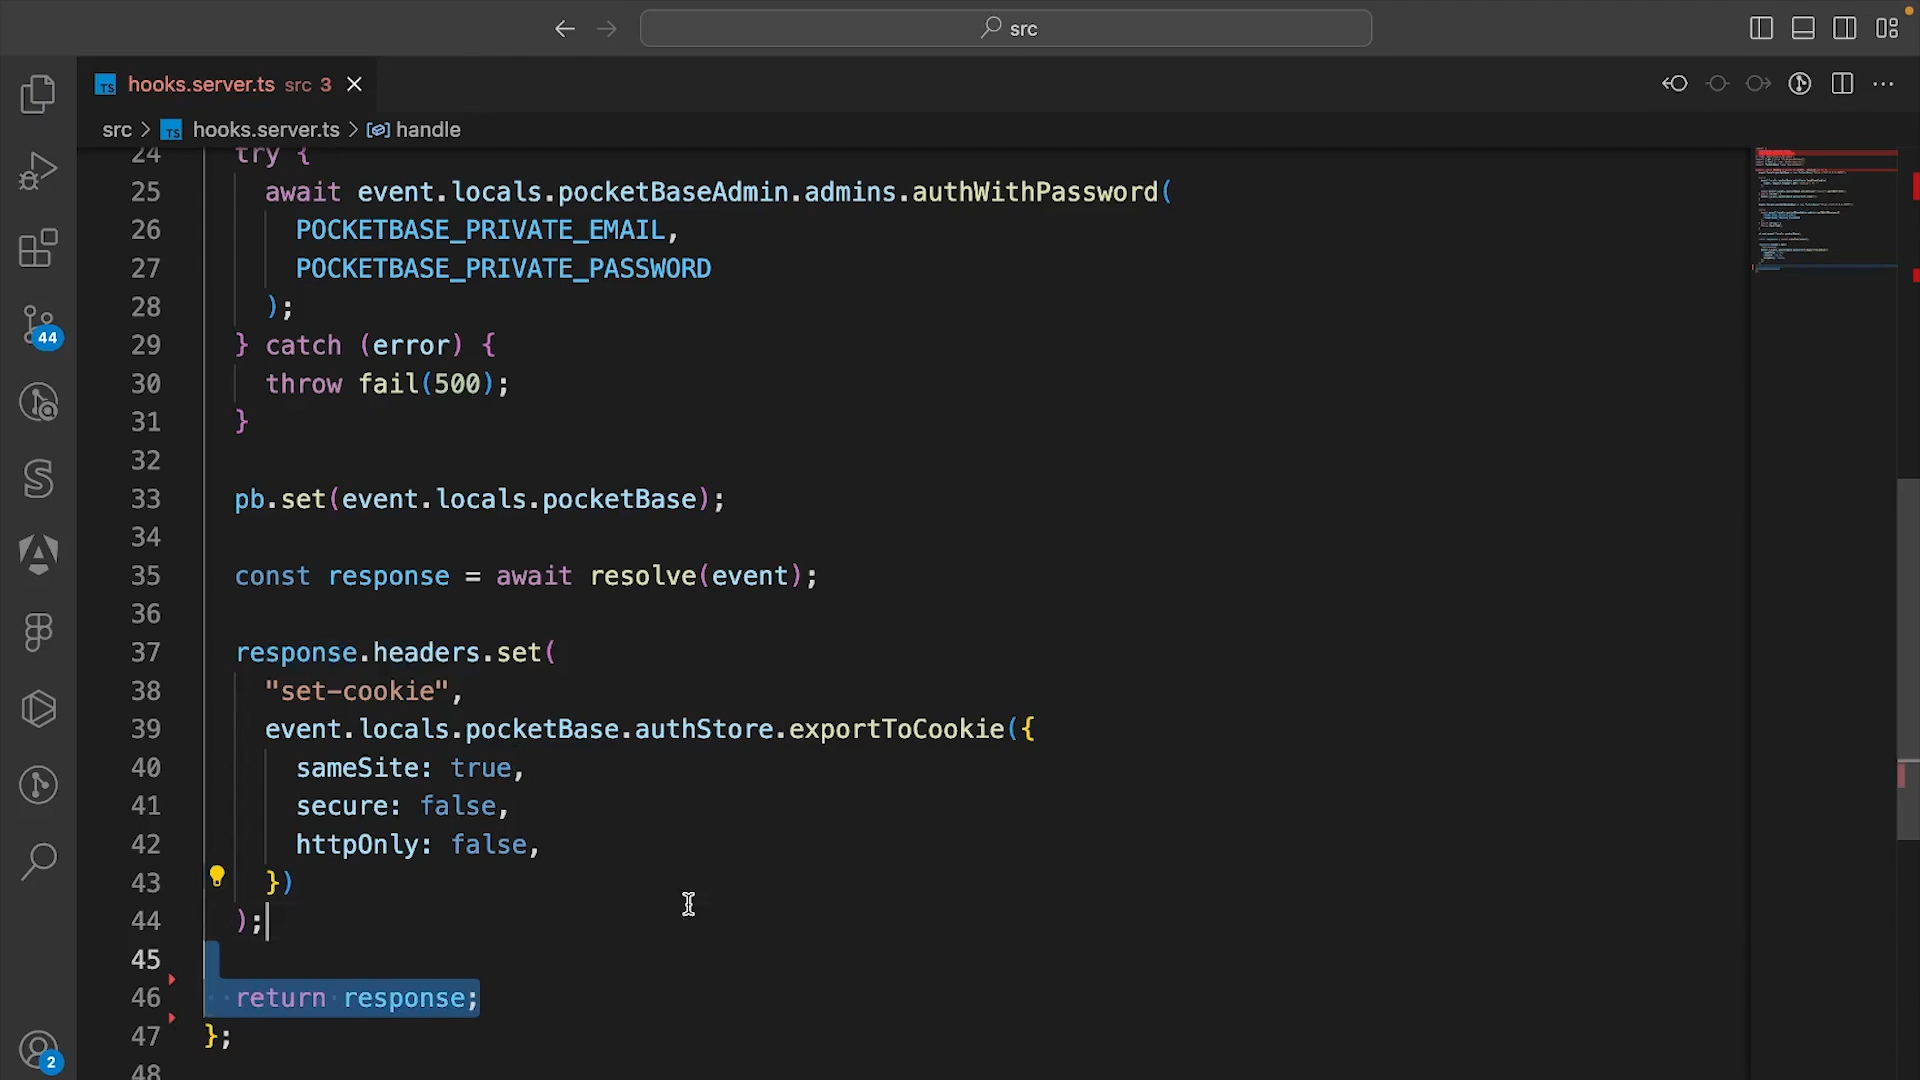 src
TS hooks.server.ts src 3
src > TS hooks.server.ts > handle
24 try {
25 await event.locals.pocketBaseAdmin.admins.authWithPassword(
26 POCKETBASE_PRIVATE_EMAIL,
27 POCKETBASE_PRIVATE_PASSWORD
28 );
29 } catch (error) {
30 throw fail(500);
31 }
32
33 pb.set(event.locals.pocketBase);
34
35 const response = await resolve(event);
36
37 response.headers.set(
38 "set-cookie",
39 event.locals.pocketBase.authStore.exportToCookie({
40 sameSite: true,
41 secure: false,
42 httpOnly: false,
43 })
44 );
45
46 return response;
47 };
48
44
2